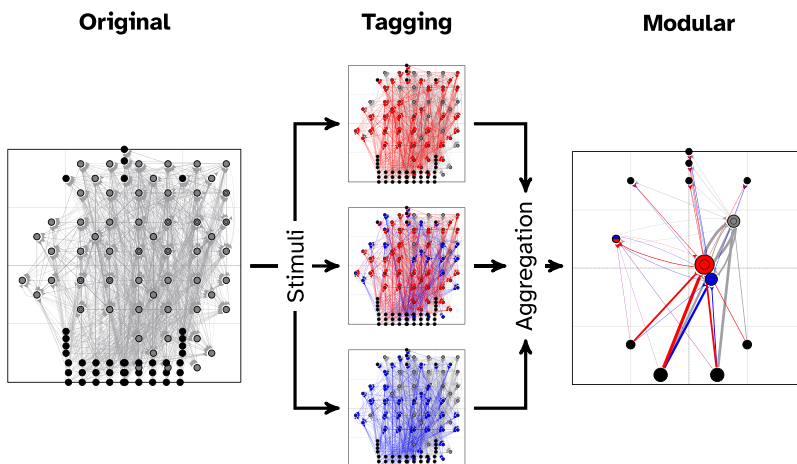 Original
Tagging
Modular
Stimuli
Aggregation